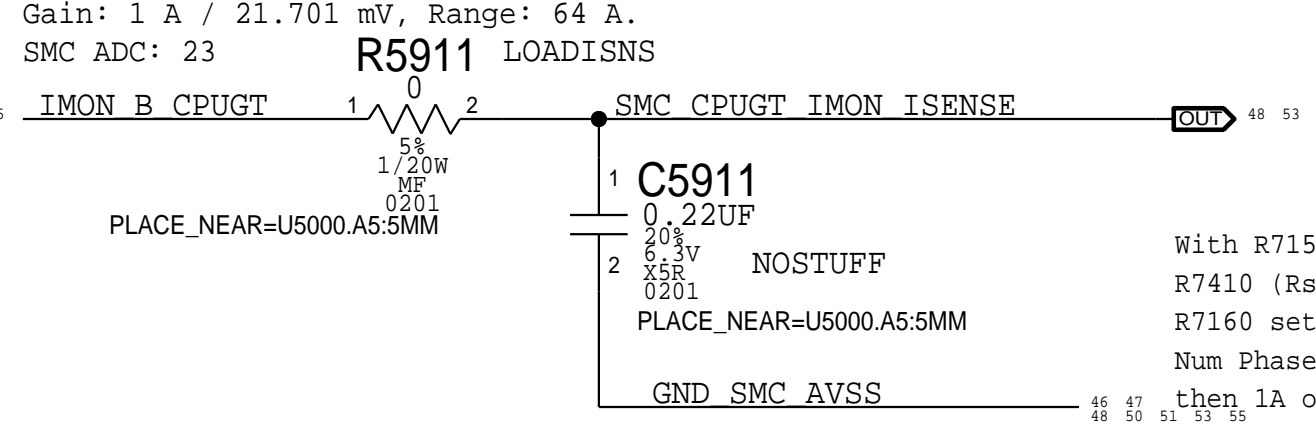 Gain: 1 A / 21.701 mV, Range: 64 A.
SMC ADC: 23
R5911 LOADISNS
0
IMON_B_CPUGT 1 2 SMC_CPUGT_IMON_ISENSE OUT 48 53
5%
1/20W
MF
0201
PLACE_NEAR=U5000.A5:5MM
1 C5911
0.22UF
20%
6.3V
X5R
0201
2 NOSTUFF
PLACE_NEAR=U5000.A5:5MM
GND_SMC_AVSS 46 47
48 50 51 53 55
With R715
R7410 (Rs
R7160 set
Num Phase
then 1A o